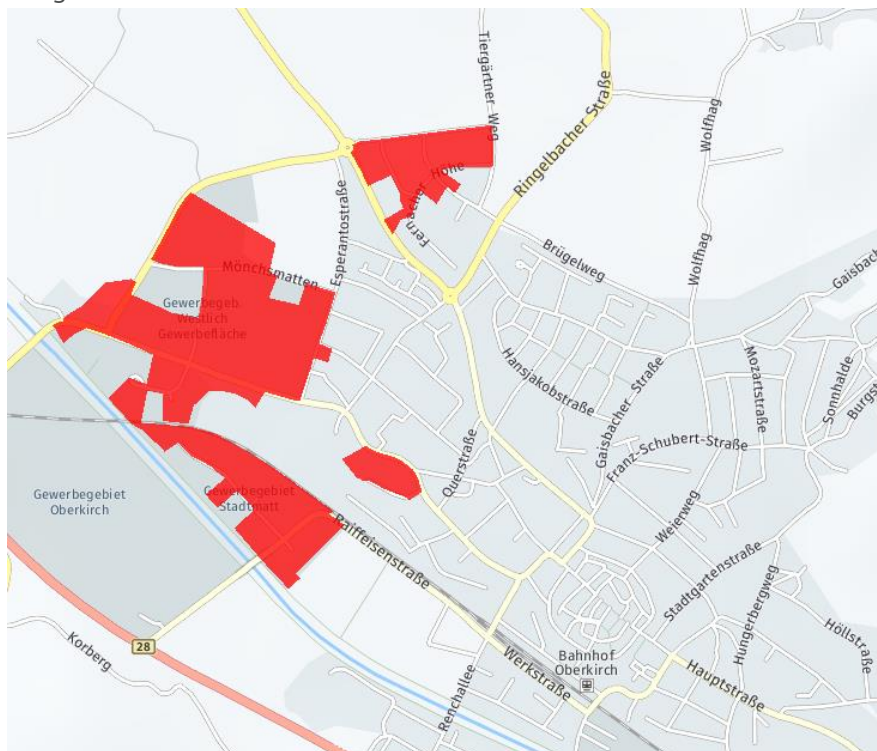 Tiergärtner Weg
Ringelbacher Straße
Wolfhag
Fernacher Höhe
Esperantostraße
Brügelweg
Wolfhag
Gaisbach
Mönchsmatten
Gewerbegeb.
Westlich
Gewerbefläche
Hansjakobstraße
Gaisbacher Straße
Mozartstraße
Sonnhalde
Burgst
Franz-Schubert-Straße
Querstraße
Gewerbegebiet
Oberkirch
Gewerbegebiet
Stadtmatt
Weierweg
Raiffeisenstraße
Stadtgartenstraße
Hungerbergweg
Höllstraße
28
Korberg
Bahnhof
Oberkirch
Werkstraße
Hauptstraße
Renchallee